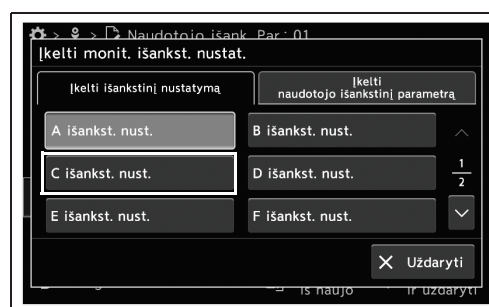 > > Naudotojo išank. Par.: 01
Įkelti monit. išankst. nustat.
Įkelti išankstinį nustatymą
Įkelti
naudotojo išankstinį parametrą
A išankst. nust.
B išankst. nust.
C išankst. nust.
D išankst. nust.
1
2
E išankst. nust.
F išankst. nust.
Uždaryti
iš naujo
ir uždaryti